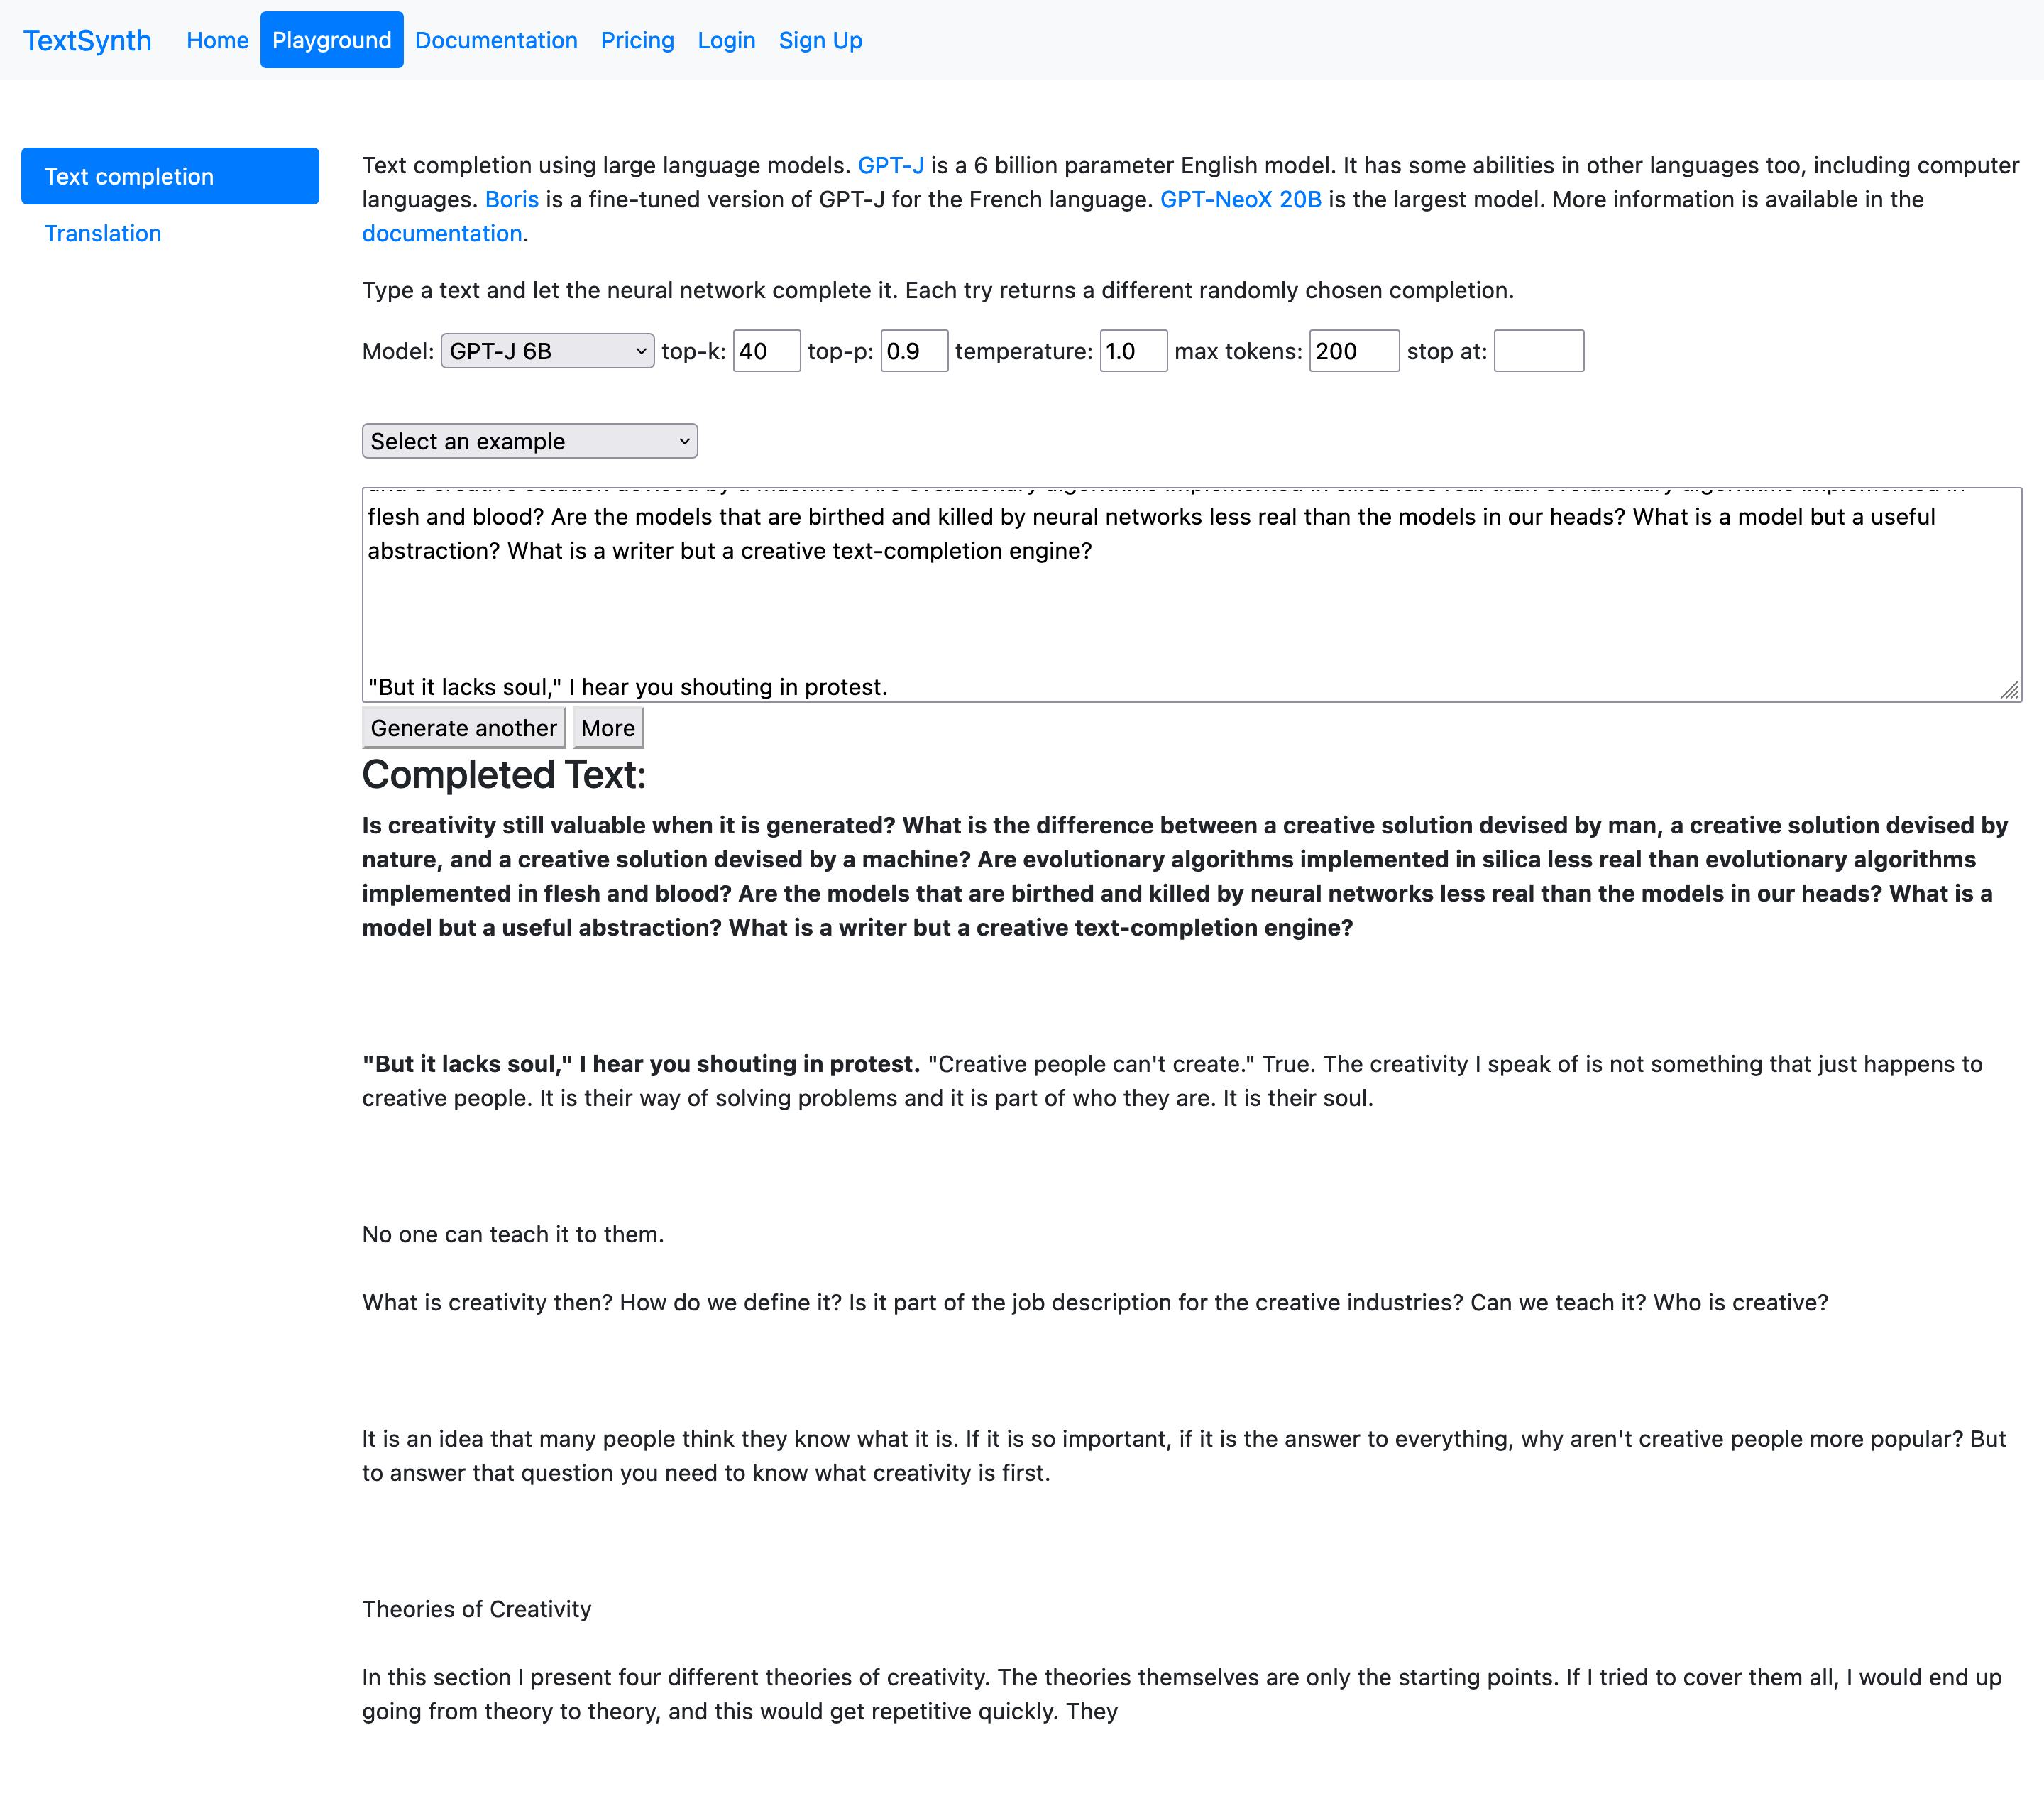 TextSynth Home Playground Documentation Pricing Login Sign Up
Text completion
Translation
Text completion using large language models. GPT-J is a 6 billion parameter English model. It has some abilities in other languages too, including computer
languages. Boris is a fine-tuned version of GPT-J for the French language. GPT-NeoX 20B is the largest model. More information is available in the
documentation.
Type a text and let the neural network complete it. Each try returns a different randomly chosen completion.
Model: GPT-J 6B top-k: 40 top-p: 0.9 temperature: 1.0 max tokens: 200 stop at:
Select an example
and a creative solution devised by a machine? Are evolutionary algorithms implemented in silica less real than evolutionary algorithms implemented in
flesh and blood? Are the models that are birthed and killed by neural networks less real than the models in our heads? What is a model but a useful
abstraction? What is a writer but a creative text-completion engine?
"But it lacks soul," I hear you shouting in protest.
Generate another More
Completed Text:
Is creativity still valuable when it is generated? What is the difference between a creative solution devised by man, a creative solution devised by
nature, and a creative solution devised by a machine? Are evolutionary algorithms implemented in silica less real than evolutionary algorithms
implemented in flesh and blood? Are the models that are birthed and killed by neural networks less real than the models in our heads? What is a
model but a useful abstraction? What is a writer but a creative text-completion engine?
"But it lacks soul," I hear you shouting in protest. "Creative people can't create." True. The creativity I speak of is not something that just happens to
creative people. It is their way of solving problems and it is part of who they are. It is their soul.
No one can teach it to them.
What is creativity then? How do we define it? Is it part of the job description for the creative industries? Can we teach it? Who is creative?
It is an idea that many people think they know what it is. If it is so important, if it is the answer to everything, why aren't creative people more popular? But
to answer that question you need to know what creativity is first.
Theories of Creativity
In this section I present four different theories of creativity. The theories themselves are only the starting points. If I tried to cover them all, I would end up
going from theory to theory, and this would get repetitive quickly. They